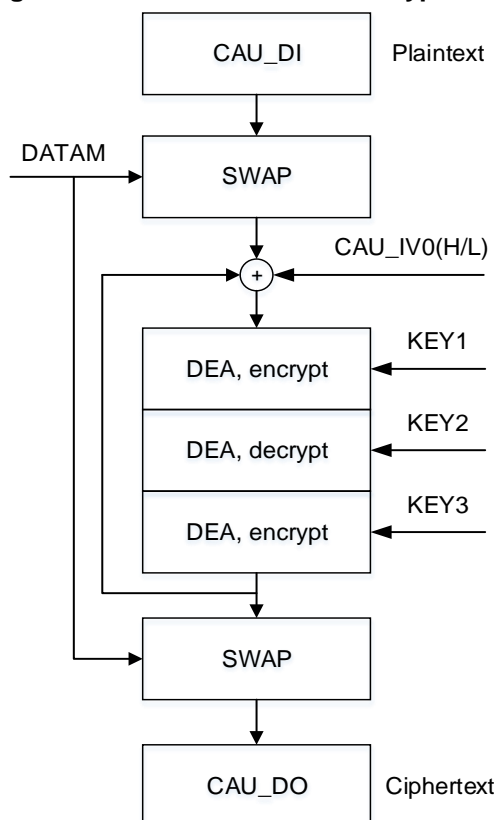 CAU_DI Plaintext
DATAM
SWAP
CAU_IV0(H/L)
+
KEY1
DEA, encrypt
KEY2
DEA, decrypt
KEY3
DEA, encrypt
SWAP
CAU_DO Ciphertext